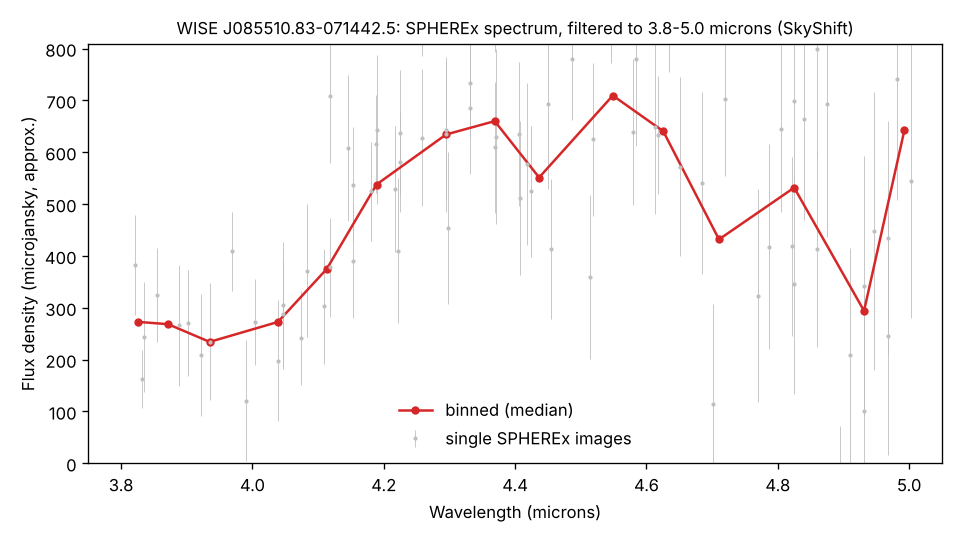 WISE J085510.83-071442.5: SPHEREx spectrum, filtered to 3.8-5.0 microns (SkyShift)
Flux density (microjansky, approx.)
800
700
600
500
400
300
200
100
0
binned (median)
single SPHEREx images
3.8 4.0 4.2 4.4 4.6 4.8 5.0
Wavelength (microns)